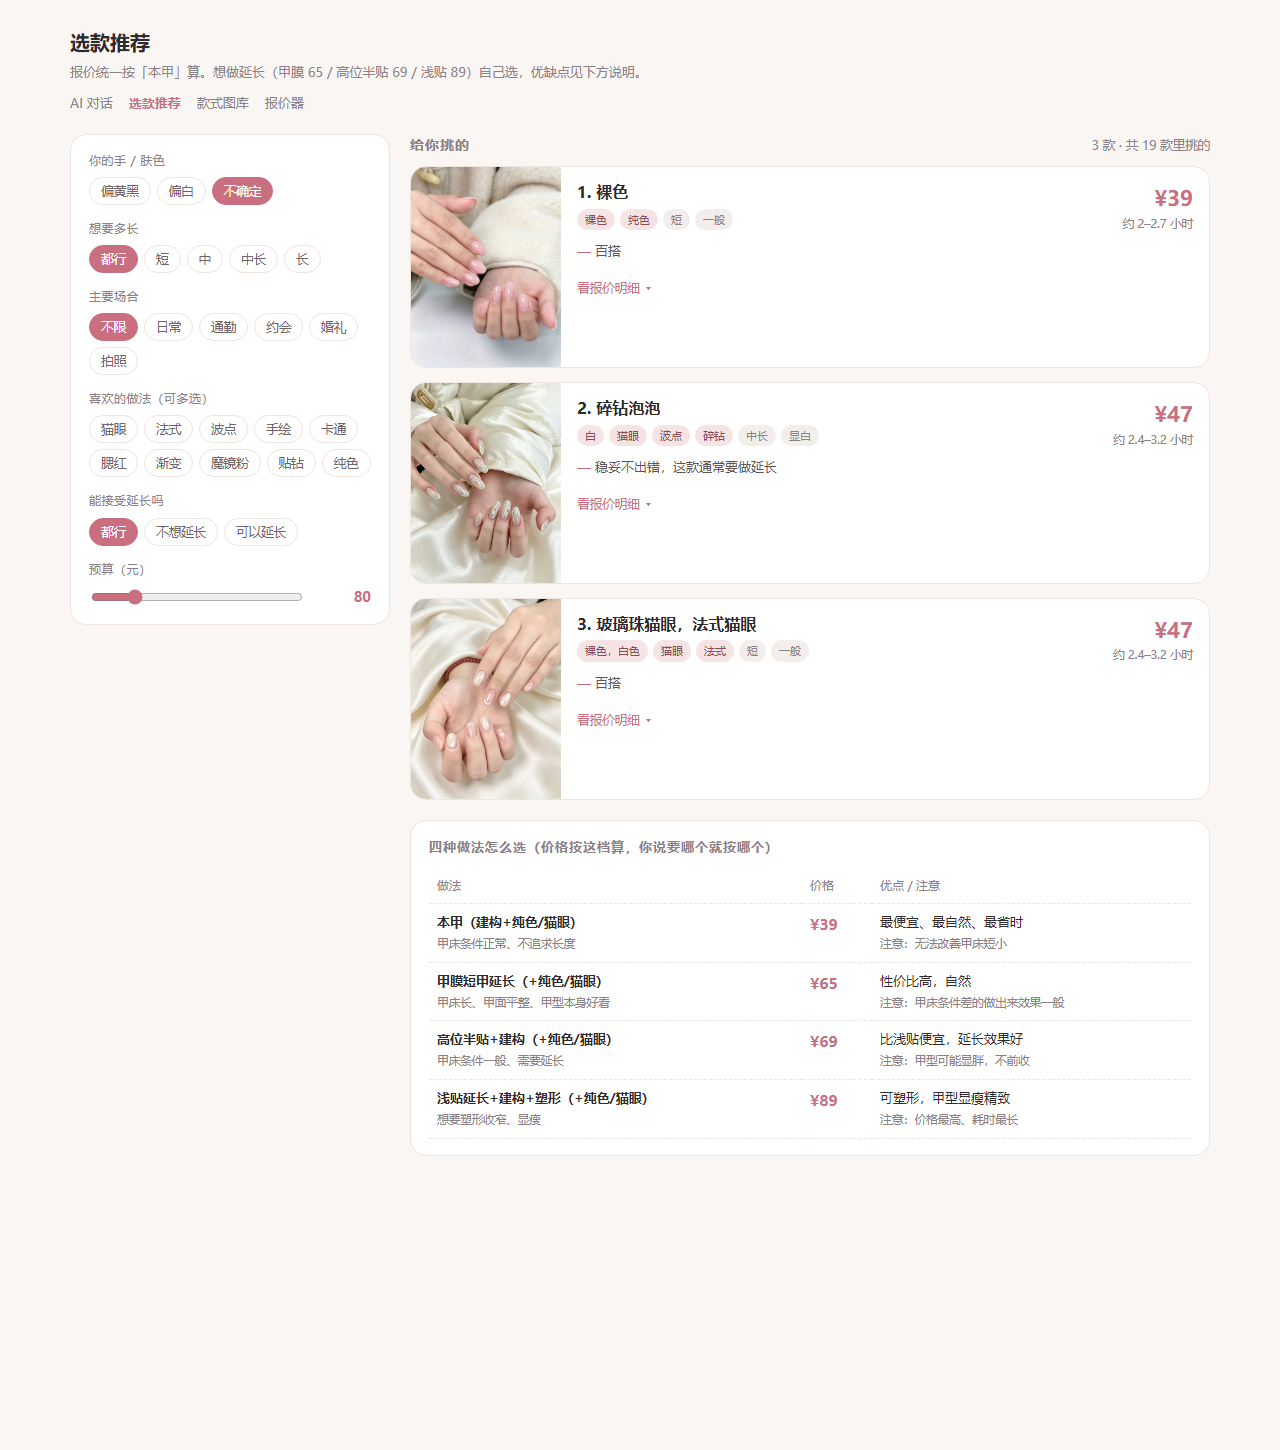 选款推荐
报价统一按「本甲」算。想做延长（甲膜 65 / 高位半贴 69 / 浅贴 89）自己选，优缺点见下方说明。
AI 对话 选款推荐 款式图库 报价器
你的手 / 肤色
偏黄黑 偏白 不确定
想要多长
都行 短 中 中长 长
主要场合
不限 日常 通勤 约会 婚礼
拍照
喜欢的做法（可多选）
猫眼 法式 波点 手绘 卡通
腮红 渐变 魔镜粉 贴钻 纯色
能接受延长吗
都行 不想延长 可以延长
预算（元）
80
给你挑的 3 款 · 共 19 款里挑的
1. 裸色 ¥39
裸色 纯色 短 一般 约 2–2.7 小时
— 百搭
看报价明细
2. 碎钻泡泡 ¥47
白 猫眼 波点 碎钻 中长 显白 约 2.4–3.2 小时
— 稳妥不出错，这款通常要做延长
看报价明细
3. 玻璃珠猫眼，法式猫眼 ¥47
裸色，白色 猫眼 法式 短 一般 约 2.4–3.2 小时
— 百搭
看报价明细
四种做法怎么选（价格按这档算，你说要哪个就按哪个）
做法 价格 优点 / 注意
本甲（建构+纯色/猫眼） ¥39 最便宜、最自然、最省时
甲床条件正常、不追求长度 注意：无法改善甲床短小
甲膜短甲延长（+纯色/猫眼） ¥65 性价比高，自然
甲床长、甲面平整、甲型本身好看 注意：甲床条件差的做出来效果一般
高位半贴+建构（+纯色/猫眼） ¥69 比浅贴便宜，延长效果好
甲床条件一般、需要延长 注意：甲型可能显胖，不前收
浅贴延长+建构+塑形（+纯色/猫眼） ¥89 可塑形，甲型显瘦精致
想要塑形收窄、显瘦 注意：价格最高、耗时最长